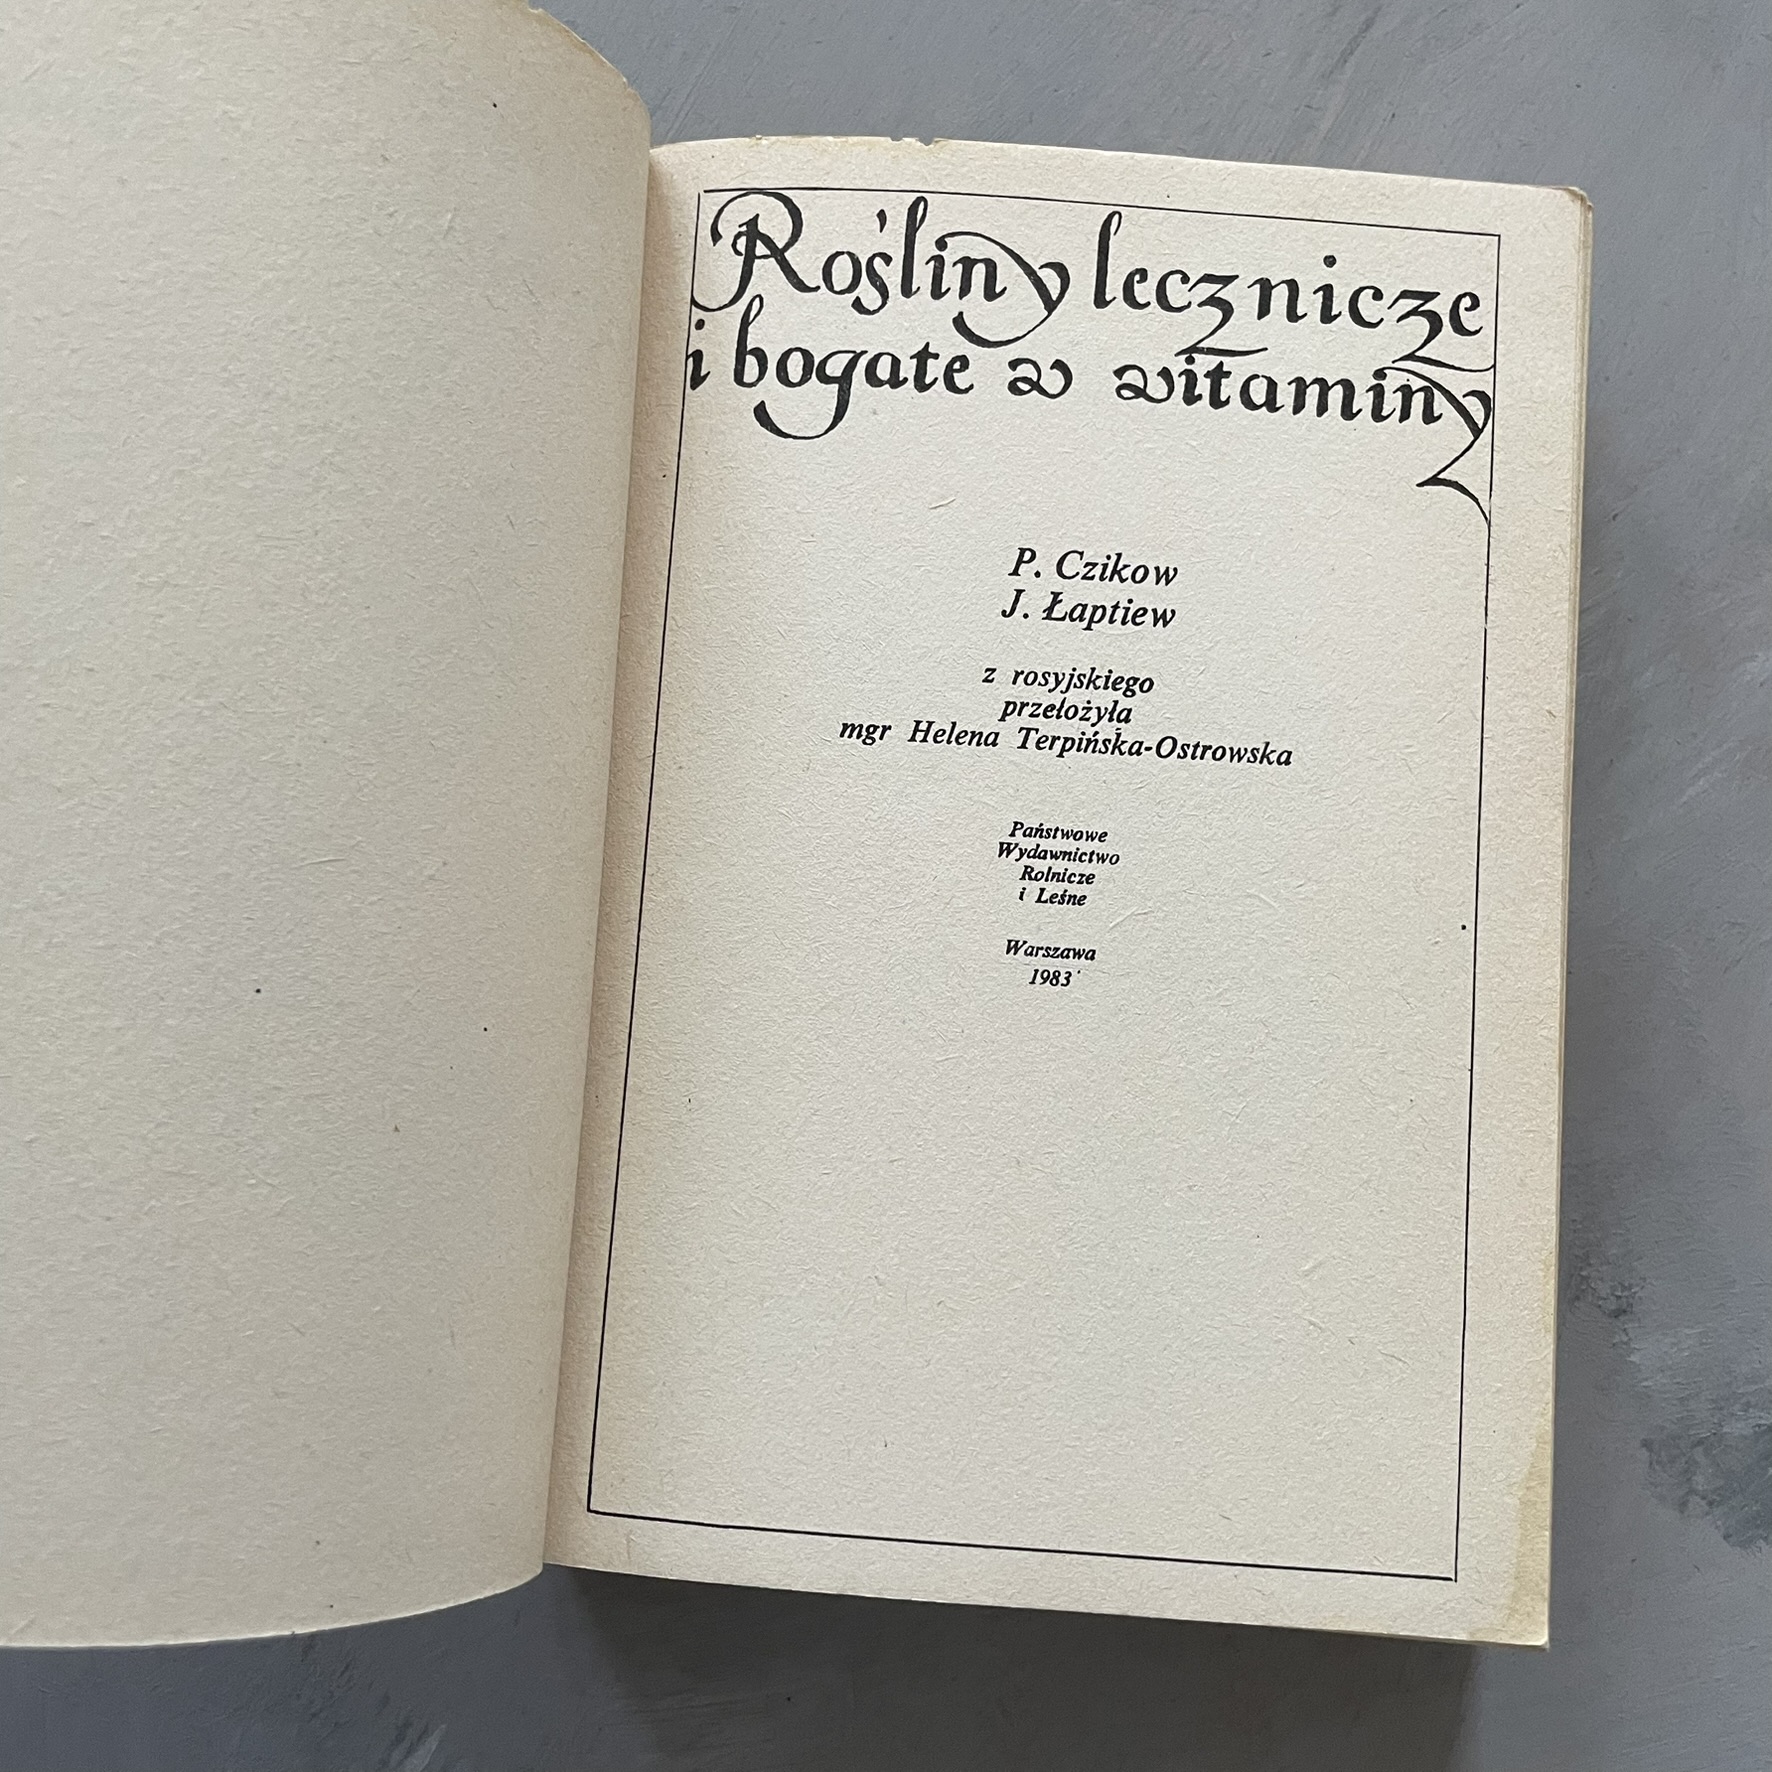 Rośliny lecznicze
i bogate w witaminy
P. Czikow
J. Łaptiew
z rosyjskiego
przełożyła
mgr Helena Terpińska-Ostrowska
Państwowe
Wydawnictwo
Rolnicze
i Leśne
Warszawa
1983